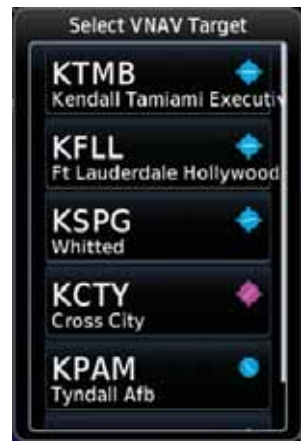 Select VNAV Target
KTMB
Kendall Tamiami Executiv
KFLL
Ft Lauderdale Hollywood
KSPG
Whitted
KCTY
Cross City
KPAM
Tyndall Afb